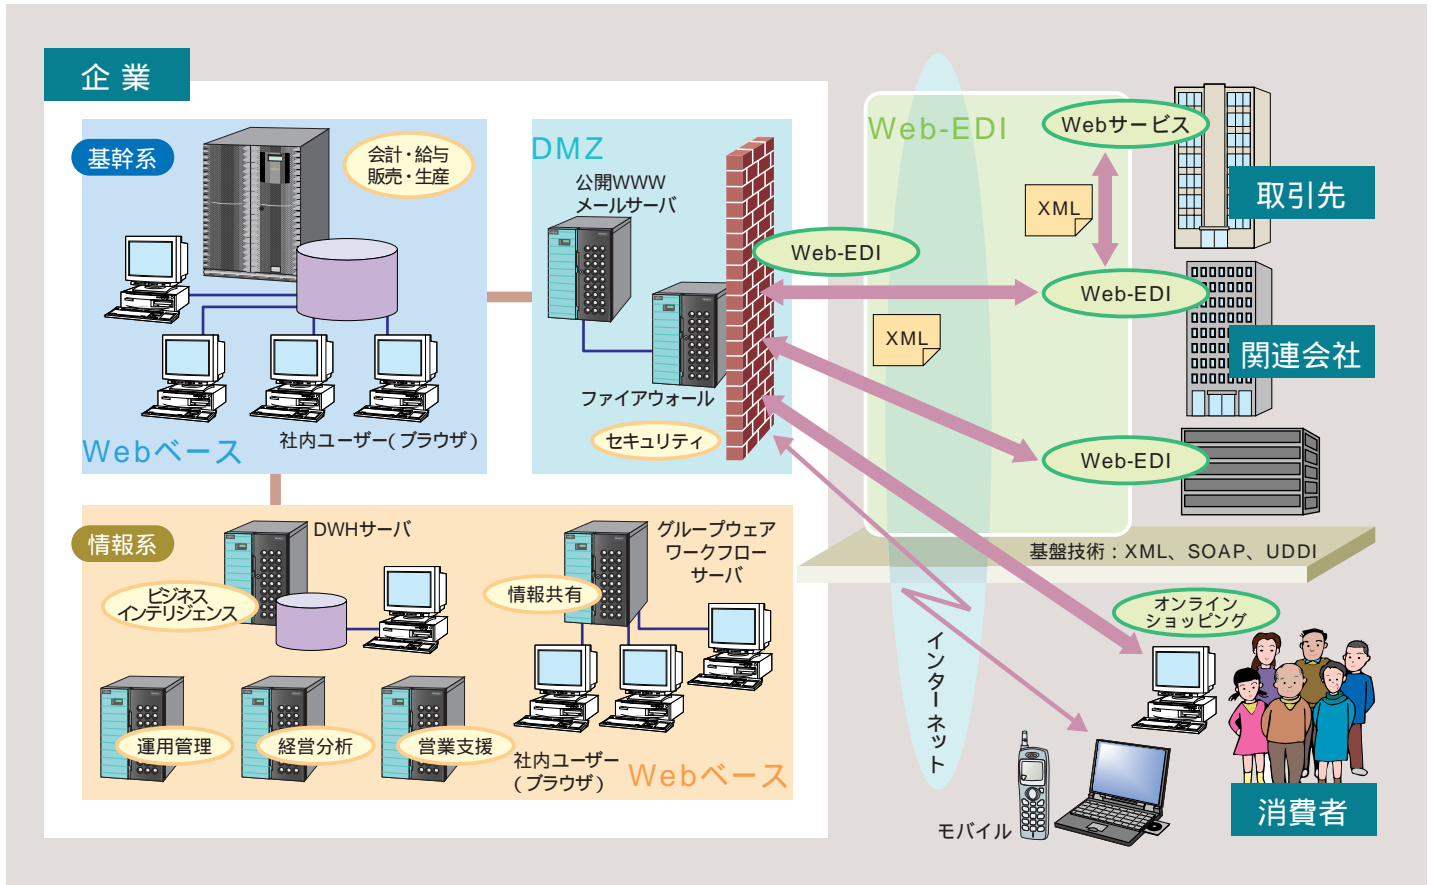 企業
基幹系
会計・給与
販売・生産
社内ユーザー(ブラウザ)
Webベース
DMZ
公開WWW
メールサーバ
ファイアウォール
セキュリティ
Web-EDI
Web-EDI
XML
Webサービス
XML
Web-EDI
Web-EDI
取引先
関連会社
基盤技術：XML、SOAP、UDDI
情報系
DWHサーバ
ビジネス
インテリジェンス
グループウェア
ワークフロー
サーバ
情報共有
運用管理
経営分析
営業支援
社内ユーザー
(ブラウザ)
Webベース
インターネット
オンライン
ショッピング
モバイル
消費者